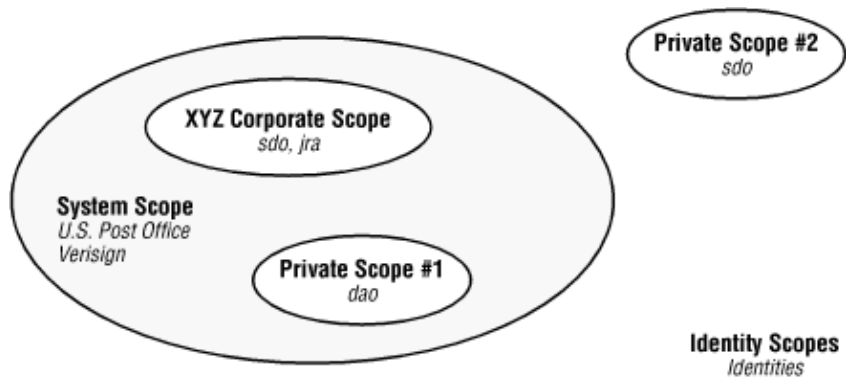 Private Scope #2
sdo
XYZ Corporate Scope
sdo, jra
System Scope
U.S. Post Office
Verisign
Private Scope #1
dao
Identity Scopes
Identities